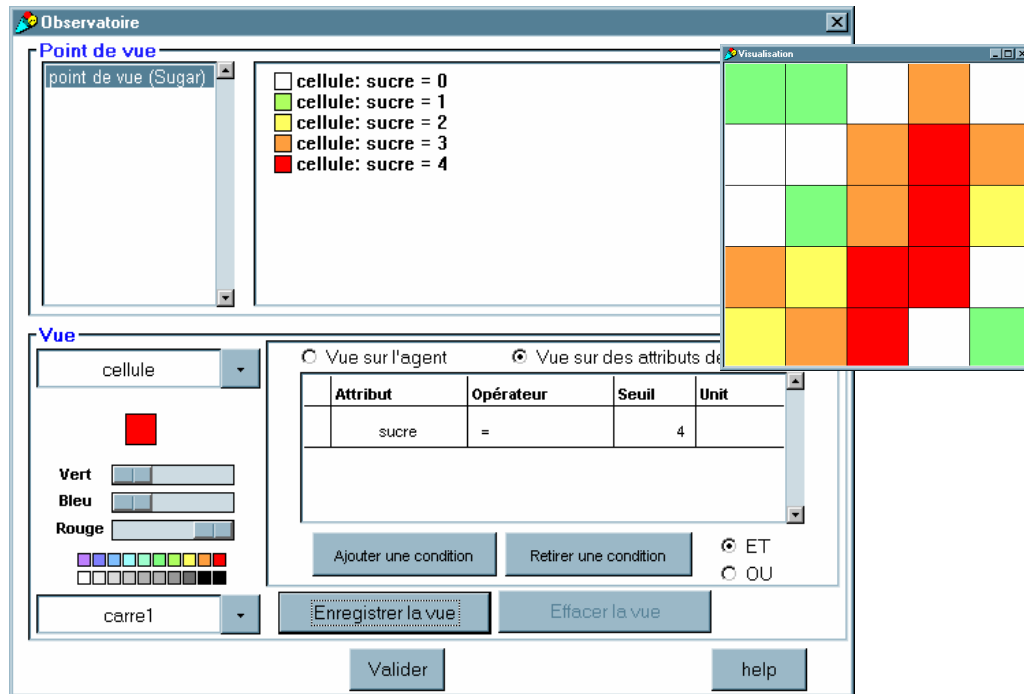 Observatoire
Visualisation
Point de vue
point de vue (Sugar)
cellule: sucre = 0
cellule: sucre = 1
cellule: sucre = 2
cellule: sucre = 3
cellule: sucre = 4
Vue
cellule
Vue sur l'agent
Vue sur des attributs de
Attribut Opérateur Seuil Unit
sucre = 4
Vert
Bleu
Rouge
Ajouter une condition
Retirer une condition
ET
OU
carre1
Enregistrer la vue
Effacer la vue
Valider
help